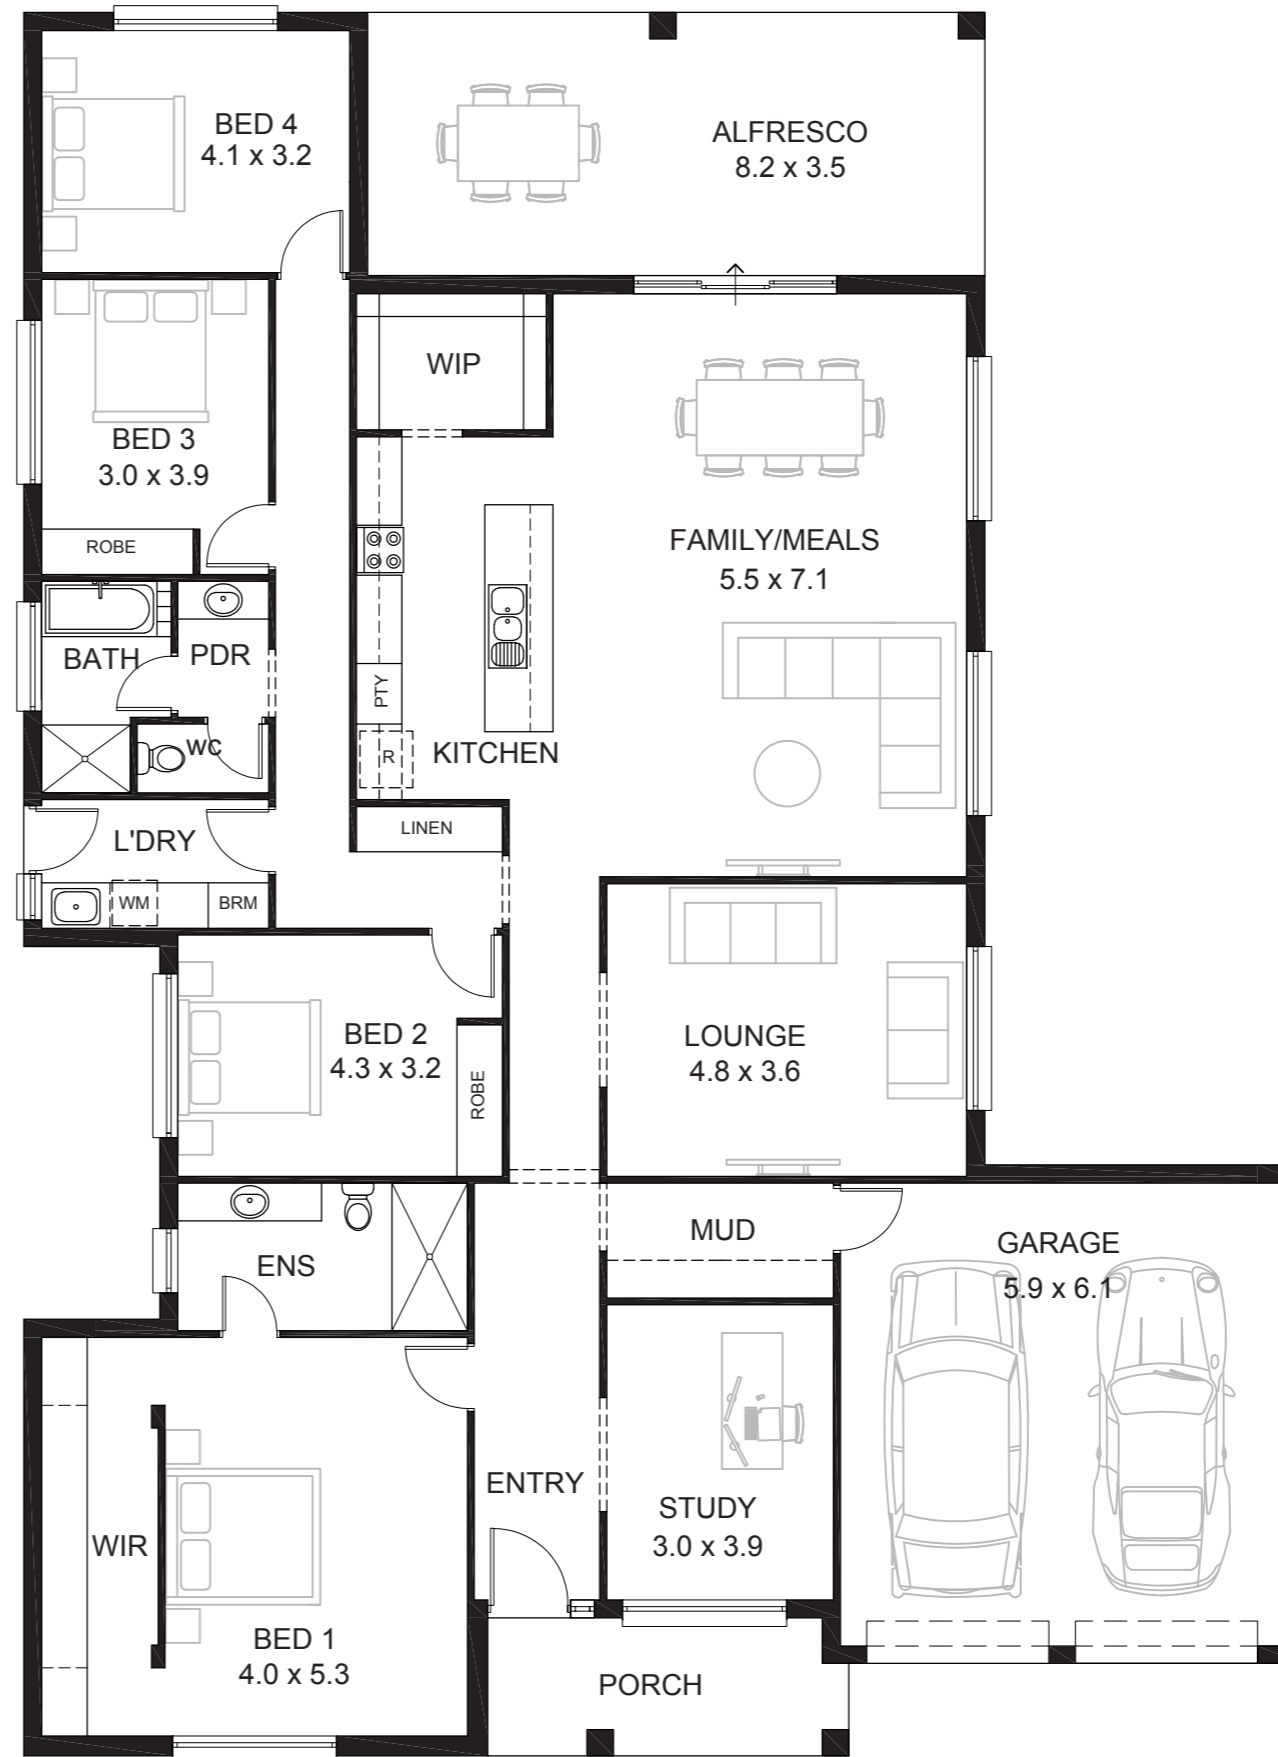 BED 4
4.1 x 3.2
ALFRESCO
8.2 x 3.5
WIP
BED 3
3.0 x 3.9
ROBE
FAMILY/MEALS
5.5 x 7.1
BATH
PDR
PTY
WC
R
KITCHEN
LINEN
L'DRY
WM
BRM
BED 2
4.3 x 3.2
ROBE
LOUNGE
4.8 x 3.6
MUD
GARAGE
5.9 x 6.1
ENS
ENTRY
STUDY
3.0 x 3.9
WIR
BED 1
4.0 x 5.3
PORCH